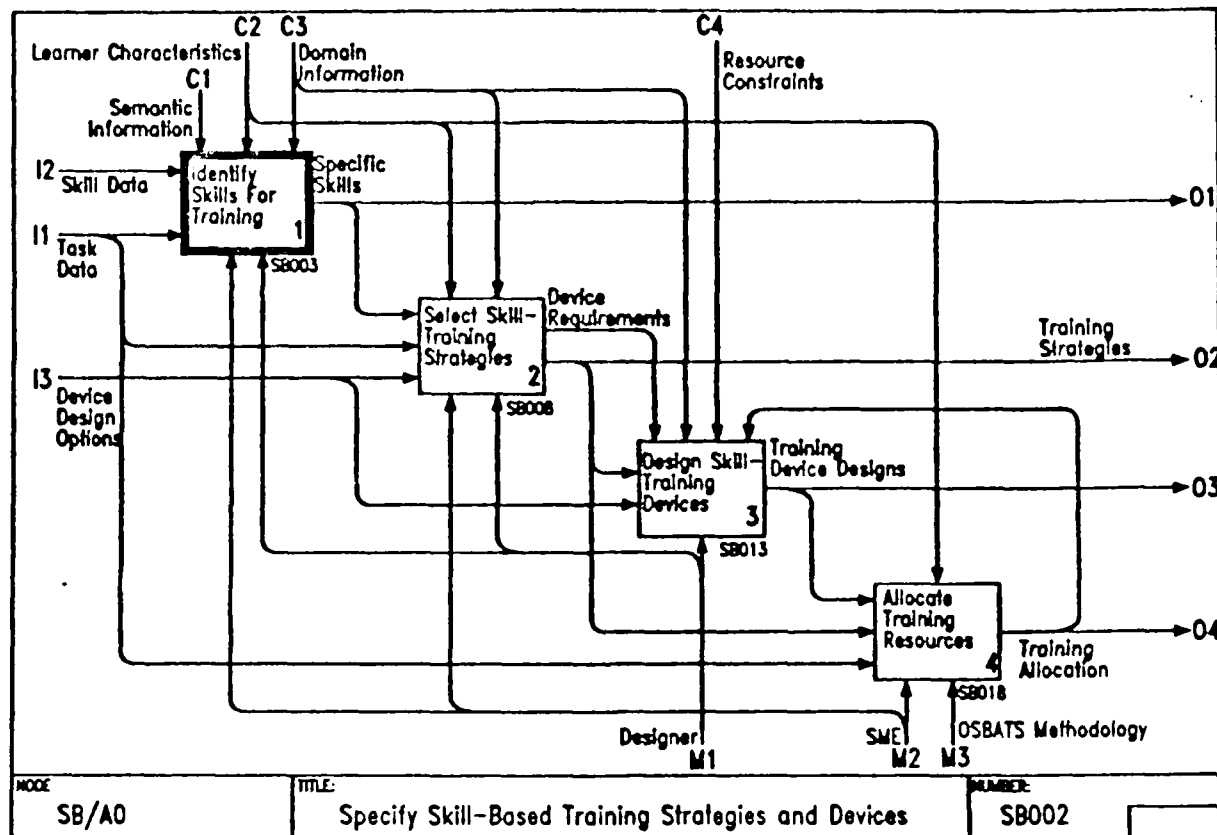 C2
C3
C4
Learner Characteristics
Domain
Information
Resource
Constraints
C1
Semantic
Information
I2
Skill Data
Identify
Skills For
Training
1
SB003
Specific
Skills
O1
I1
Task
Data
Select Skill-
Training
Strategies
2
SB008
Device
Requirements
Training
Strategies
O2
I3
Device
Design
Options
Design Skill-
Training
Devices
3
SB013
Training
Device Designs
O3
Allocate
Training
Resources
4
SB018
O4
Training
Allocation
Designer
M1
SME
M2
M3
OSBATS Methodology
NODE
SB/A0
TITLE:
Specify Skill-Based Training Strategies and Devices
NUMBER:
SB002